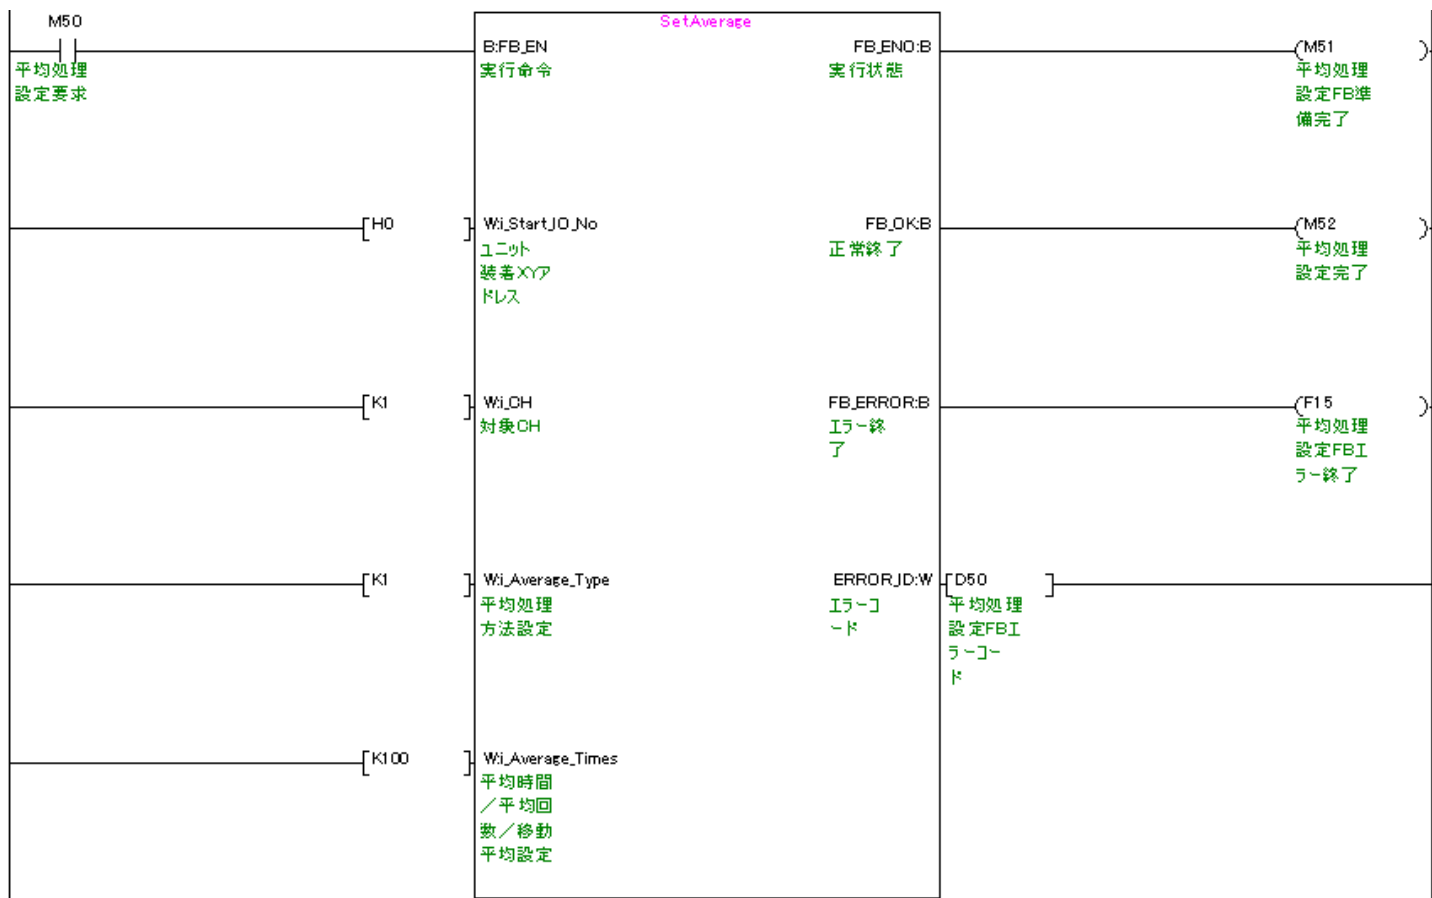 SetAverage
M50
B:FB_EN
FB_ENO:B
M51
平均処理
設定要求
実行命令
実行状態
平均処理
設定FB準
備完了
H0
W:i_Start_IO_No
FB_OK:B
M52
ユニット
装着XYア
ドレス
正常終了
平均処理
設定完了
K1
W:i_CH
FB_ERROR:B
F15
対象CH
エラー終
了
平均処理
設定FBエ
ラー終了
K1
W:i_Average_Type
ERROR_ID:W
D50
平均処理
方法設定
エラーコ
ード
平均処理
設定FBエ
ラーコー
ド
K100
W:i_Average_Times
平均時間
／平均回
数／移動
平均設定